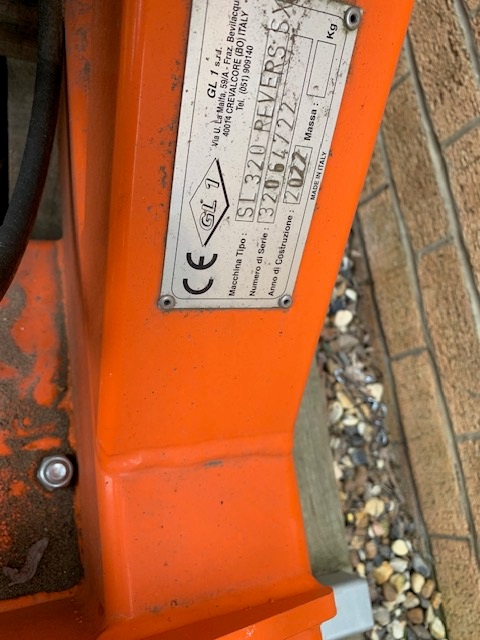 GL 1 s.r.l.
Via U. La Malfa, 59/A - Fraz. Bevilacqua
40014 CREVALCORE (BO) ITALY
Tel. (051) 909140
CE
GL 1
Macchina Tipo : SL 320 REVERS SX
Numero di Serie : 32064722
Anno di Costruzione : 2022 Massa : Kg
MADE IN ITALY